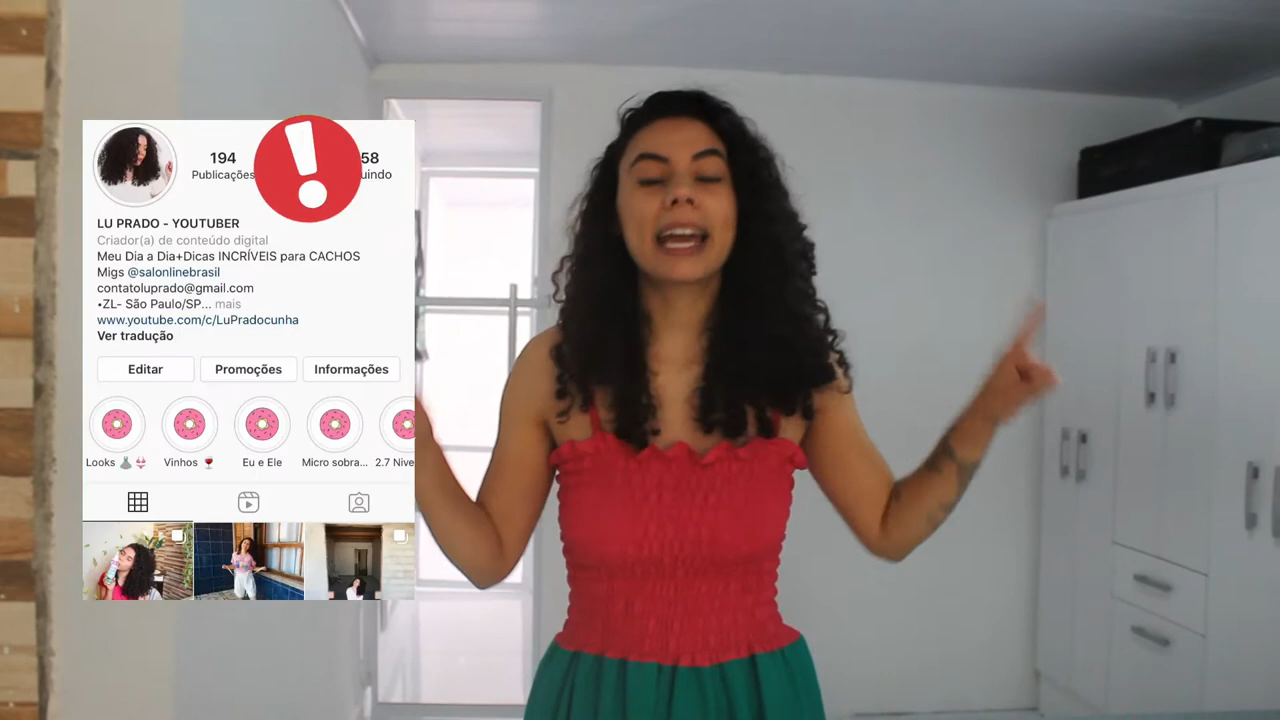 194 58
Publicações uindo
LU PRADO - YOUTUBER
Criador(a) de conteúdo digital
Meu Dia a Dia+Dicas INCRÍVEIS para CACHOS
Migs @salonlinebrasil
contatoluprado@gmail.com
•ZL- São Paulo/SP... mais
www.youtube.com/c/LuPradocunha
Ver tradução
Editar Promoções Informações
Looks Vinhos Eu e Ele Micro sobra... 2.7 Nive